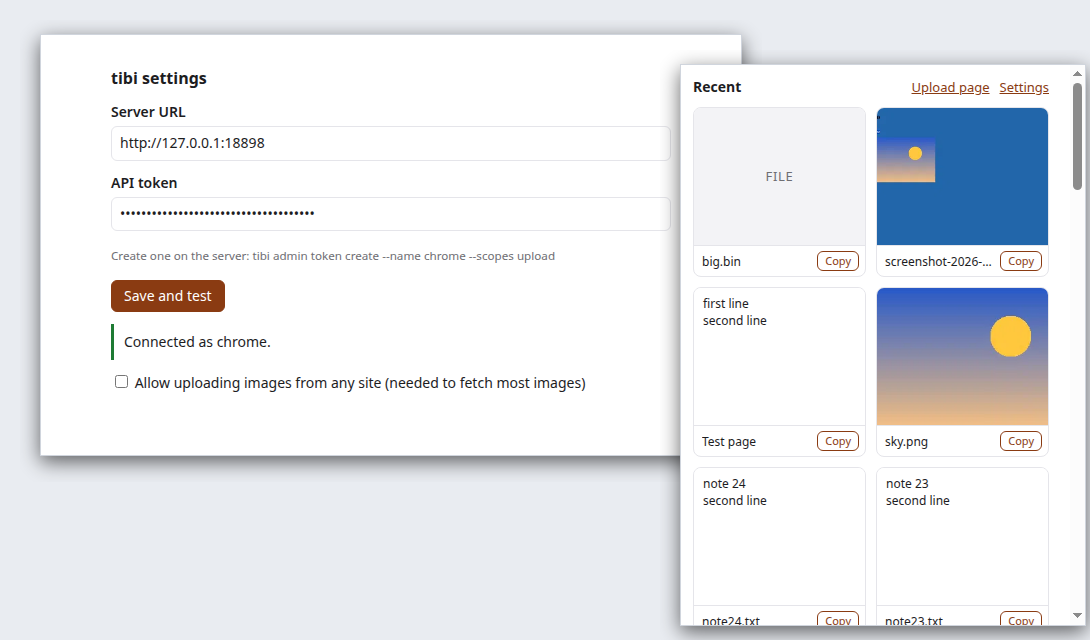 tibi settings
Server URL
http://127.0.0.1:18898
API token
••••••••••••••••••••••••••••••••••••
Create one on the server: tibi admin token create --name chrome --scopes upload
Save and test
Connected as chrome.
Allow uploading images from any site (needed to fetch most images)
Recent
Upload page Settings
FILE
big.bin Copy
screenshot-2026-... Copy
first line
second line
Test page Copy
sky.png Copy
note 24
second line
note 23
second line
note24.txt Copy
note23.txt Copy